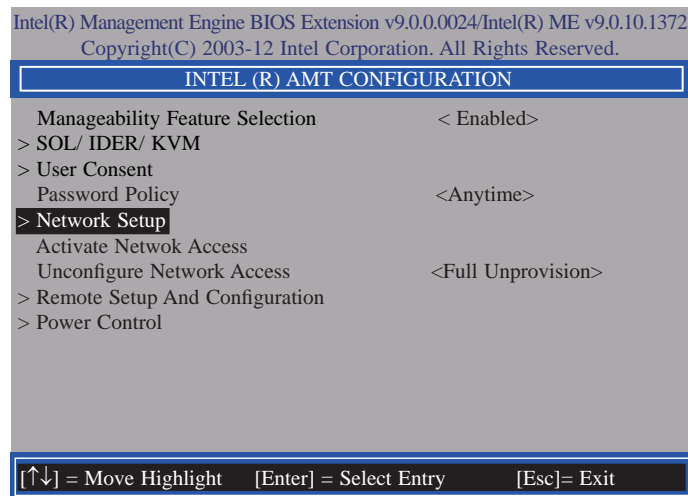 Intel(R) Management Engine BIOS Extension v9.0.0.0024/Intel(R) ME v9.0.10.1372
Copyright(C) 2003-12 Intel Corporation. All Rights Reserved.
INTEL (R) AMT CONFIGURATION
Manageability Feature Selection < Enabled>
> SOL/ IDER/ KVM
> User Consent
Password Policy <Anytime>
> Network Setup
Activate Netwok Access
Unconfigure Network Access <Full Unprovision>
> Remote Setup And Configuration
> Power Control
[↑↓] = Move Highlight [Enter] = Select Entry [Esc]= Exit